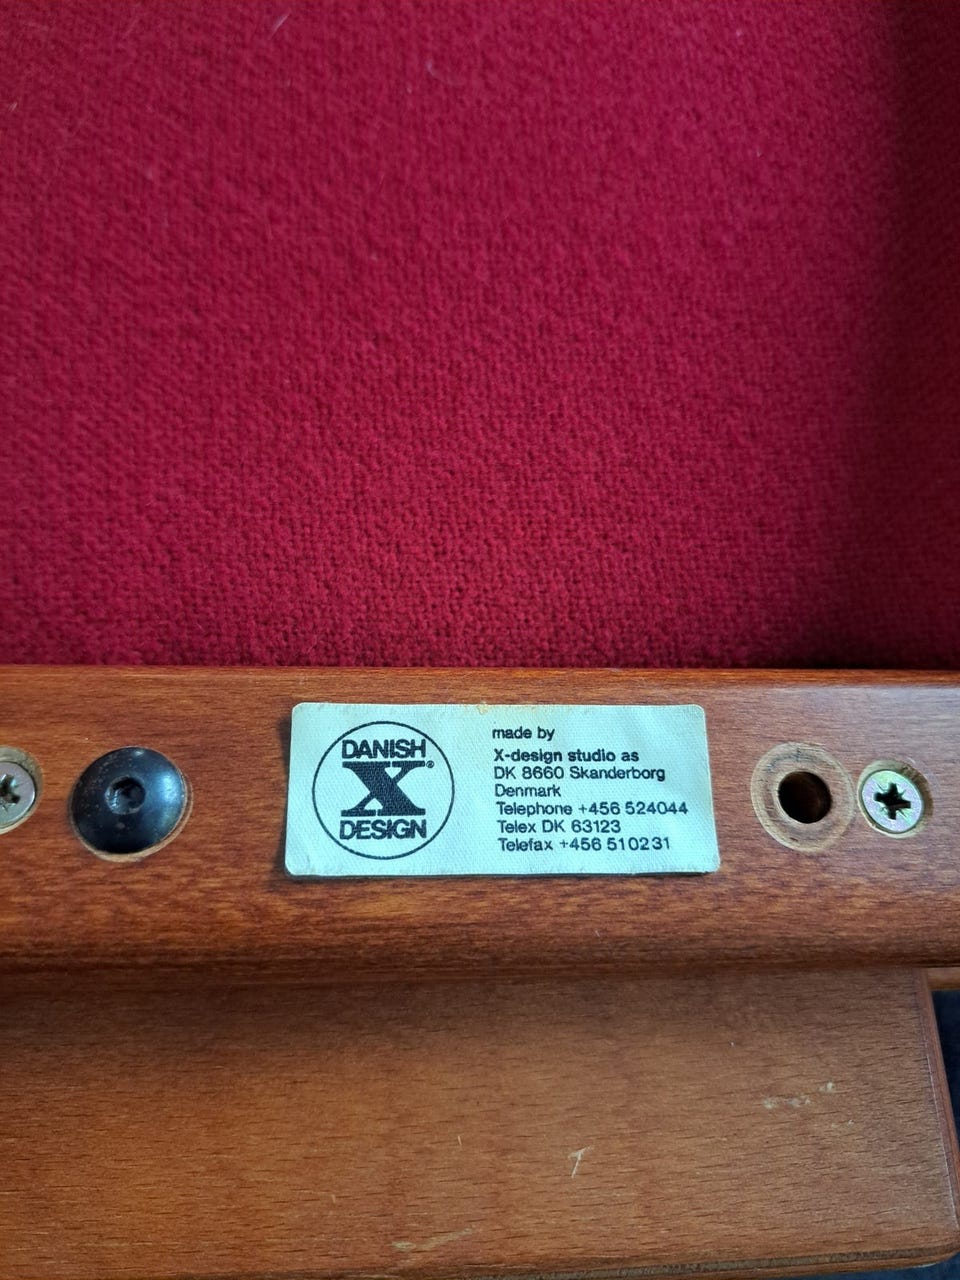 DANISH
X®
DESIGN
made by
X-design studio as
DK 8660 Skanderborg
Denmark
Telephone +456 524044
Telex DK 63123
Telefax +456 510231